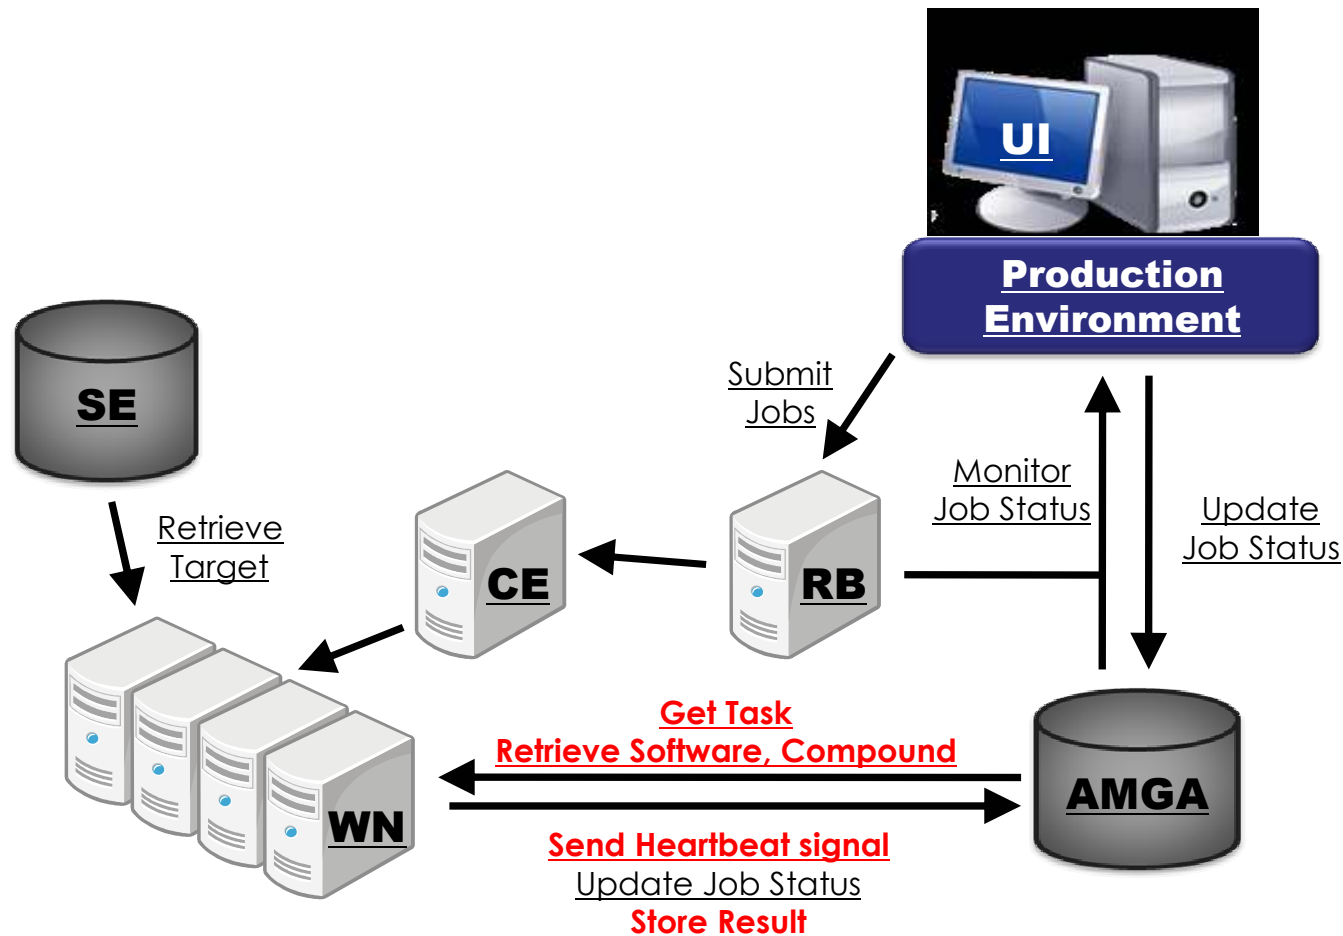 UI
Production
Environment
Submit
Jobs
SE
Monitor
Job Status
Update
Job Status
Retrieve
Target
CE
RB
Get Task
Retrieve Software, Compound
AMGA
WN
Send Heartbeat signal
Update Job Status
Store Result